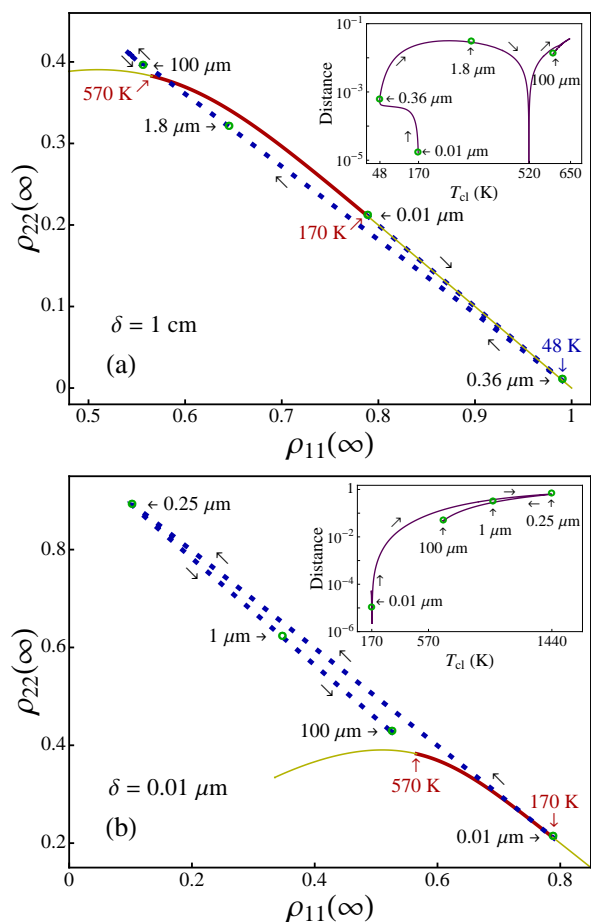 (a)
0.4
0.3
0.2
0.1
0
ρ22(∞)
100 μm
570 K
1.8 μm
170 K
0.01 μm
48 K
0.36 μm
δ = 1 cm
0.5
0.6
0.7
0.8
0.9
1
ρ11(∞)
10⁻¹
10⁻³
10⁻⁵
Distance
1.8 μm
100 μm
0.36 μm
0.01 μm
48
170
520
650
Tcl (K)
(b)
1.0
0.8
0.6
0.4
0.2
ρ22(∞)
0.25 μm
1 μm
100 μm
570 K
170 K
0.01 μm
δ = 0.01 μm
0
0.2
0.4
0.6
0.8
ρ11(∞)
1
10⁻²
10⁻⁴
10⁻⁶
Distance
0.25 μm
1 μm
100 μm
0.01 μm
170
570
1440
Tcl (K)